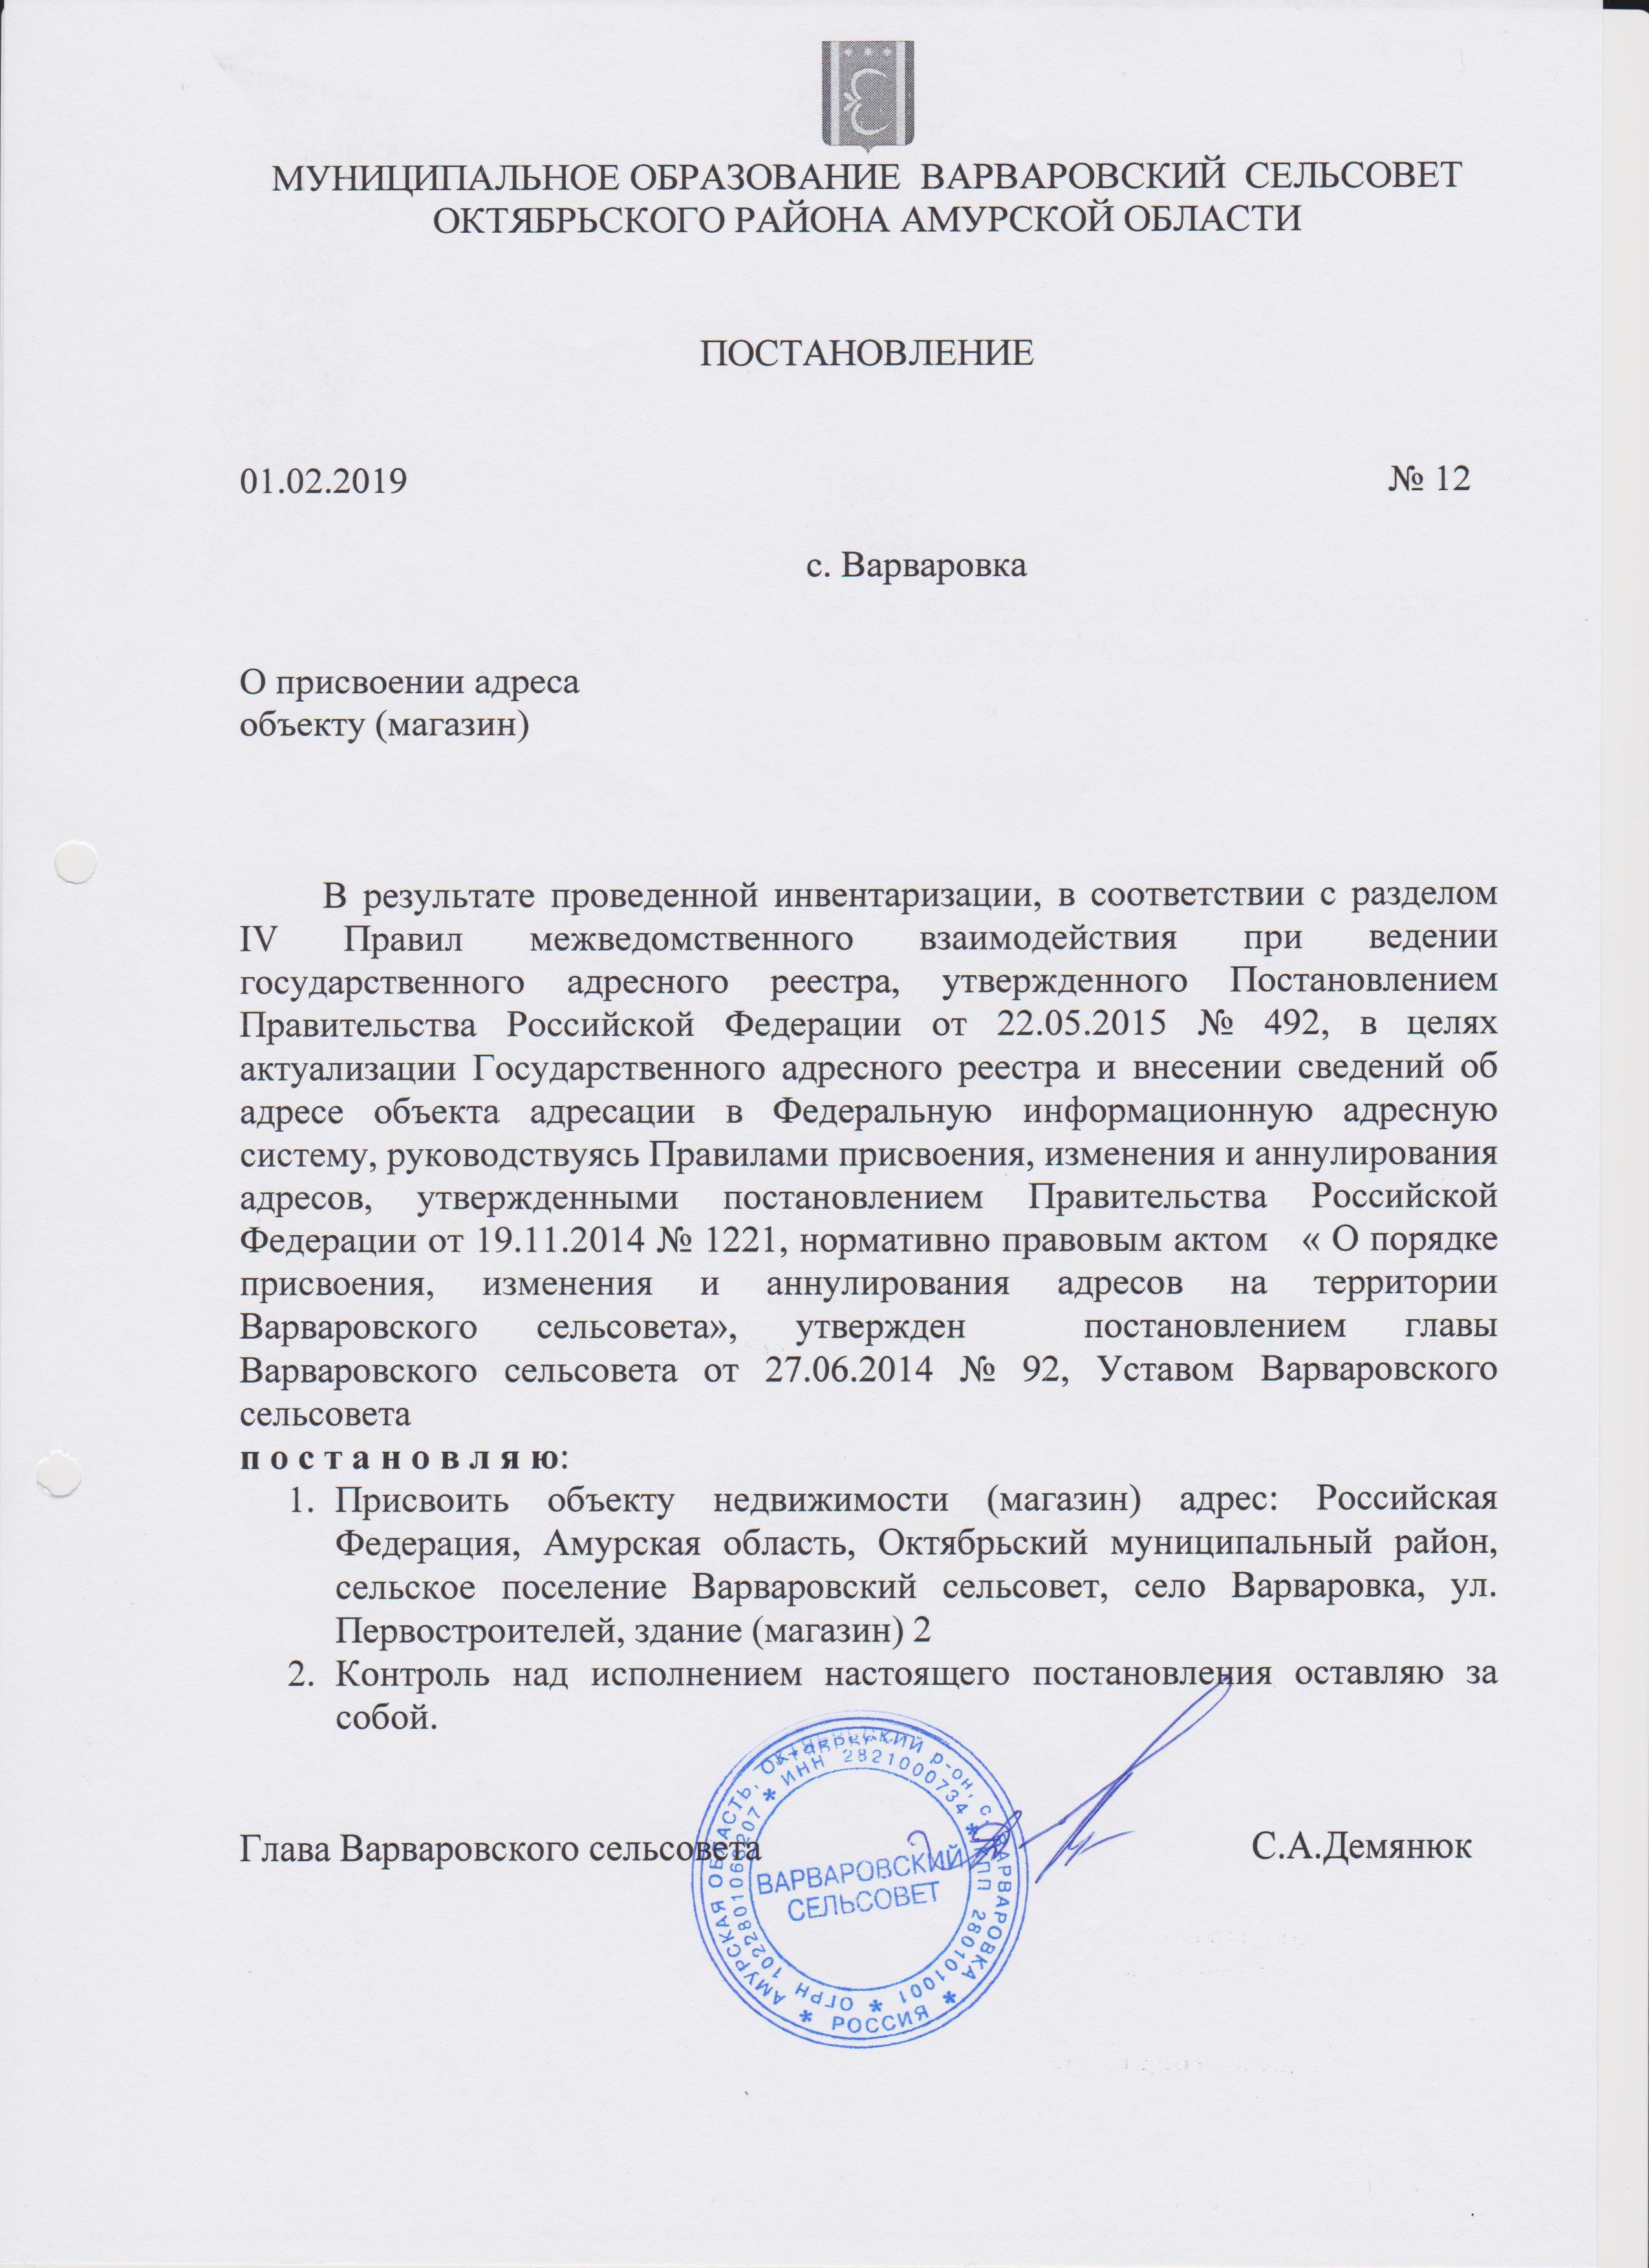 МУНИЦИПАЛЬНОЕ ОБРАЗОВАНИЕ ВАРВАРОВСКИЙ СЕЛЬСОВЕТ
ОКТЯБРЬСКОГО РАЙОНА АМУРСКОЙ ОБЛАСТИ
ПОСТАНОВЛЕНИЕ
01.02.2019 № 12
с. Варваровка
О присвоении адреса
объекту (магазин)
В результате проведенной инвентаризации, в соответствии с разделом
IV Правил межведомственного взаимодействия при ведении
государственного адресного реестра, утвержденного Постановлением
Правительства Российской Федерации от 22.05.2015 № 492, в целях
актуализации Государственного адресного реестра и внесении сведений об
адресе объекта адресации в Федеральную информационную адресную
систему, руководствуясь Правилами присвоения, изменения и аннулирования
адресов, утвержденными постановлением Правительства Российской
Федерации от 19.11.2014 № 1221, нормативно правовым актом « О порядке
присвоения, изменения и аннулирования адресов на территории
Варваровского сельсовета», утвержден постановлением главы
Варваровского сельсовета от 27.06.2014 № 92, Уставом Варваровского
сельсовета
п о с т а н о в л я ю:
1. Присвоить объекту недвижимости (магазин) адрес: Российская
Федерация, Амурская область, Октябрьский муниципальный район,
сельское поселение Варваровский сельсовет, село Варваровка, ул.
Первостроителей, здание (магазин) 2
2. Контроль над исполнением настоящего постановления оставляю за
собой.
Глава Варваровского сельсовета С.А.Демянюк
АМУРСКАЯ ОБЛАСТЬ, ОКТЯБРЬСКИЙ р-он, с. ВАРВАРОВКА * РОССИЯ *
ИНН 2821000734 * КПП 280101001 * ОГРН
ВАРВАРОВСКИЙ
СЕЛЬСОВЕТ